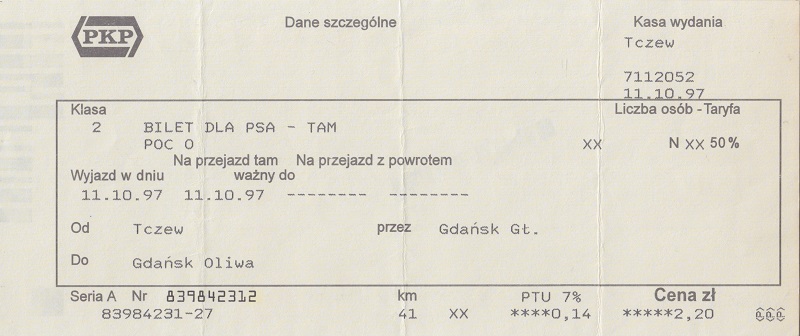 PKP
Dane szczególne
Kasa wydania
Tczew
7112052
11.10.97
Klasa
Liczba osób - Taryfa
2 BILET DLA PSA - TAM
POC O XX N XX 50%
Na przejazd tam Na przejazd z powrotem
Wyjazd w dniu ważny do
11.10.97 11.10.97 -------- --------
Od Tczew przez Gdańsk Gł.
Do Gdańsk Oliwa
Seria A Nr 839842312 km PTU 7% Cena zł
83984231-27 41 XX ****0,14 *****2,20